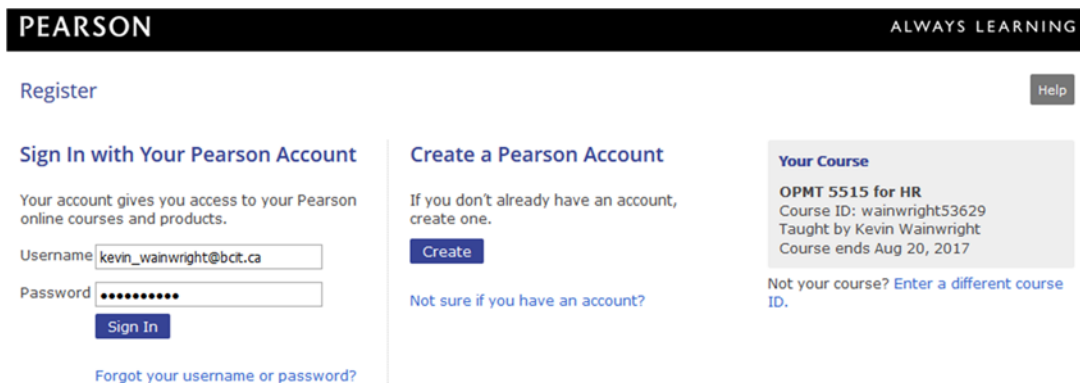 PEARSON
ALWAYS LEARNING
Register
Help
Sign In with Your Pearson Account
Your account gives you access to your Pearson
online courses and products.
Username kevin_wainwright@bcit.ca
Password ••••••••••
Sign In
Forgot your username or password?
Create a Pearson Account
If you don't already have an account,
create one.
Create
Not sure if you have an account?
Your Course
OPMT 5515 for HR
Course ID: wainwright53629
Taught by Kevin Wainwright
Course ends Aug 20, 2017
Not your course? Enter a different course
ID.